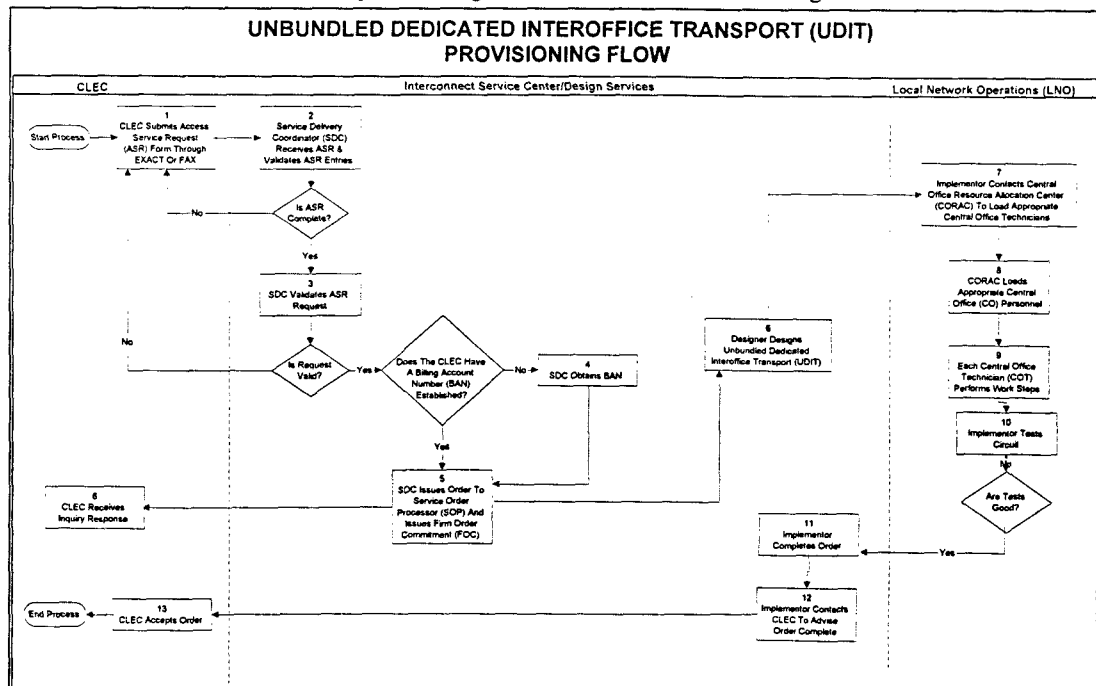 UNBUNDLED DEDICATED INTEROFFICE TRANSPORT (UDIT)
PROVISIONING FLOW
CLEC
Interconnect Service Center/Design Services
Local Network Operations (LNO)
Start Process
1
CLEC Submits Access
Service Request
(ASR) Form Through
EXACT Or FAX
2
Service Delivery
Coordinator (SDC)
Receives ASR &
Validates ASR Entries
Is ASR
Complete?
No
Yes
3
SDC Validates ASR
Request
Is Request
Valid?
No
Yes
Does The CLEC Have
A Billing Account
Number (BAN)
Established?
No
4
SDC Obtains BAN
Yes
5
SDC Issues Order To
Service Order
Processor (SOP) And
Issues Firm Order
Commitment (FOC)
6
CLEC Receives
Inquiry Response
6
Designer Designs
Unbundled Dedicated
Interoffice Transport (UDIT)
7
Implementor Contacts Central
Office Resource Allocation Center
(CORAC) To Load Appropriate
Central Office Technicians
8
CORAC Loads
Appropriate Central
Office (CO) Personnel
9
Each Central Office
Technician (COT)
Performs Work Steps
10
Implementor Tests
Circuit
No
Are Tests
Good?
Yes
11
Implementor
Completes Order
12
Implementor Contacts
CLEC To Advise
Order Complete
13
CLEC Accepts Order
End Process